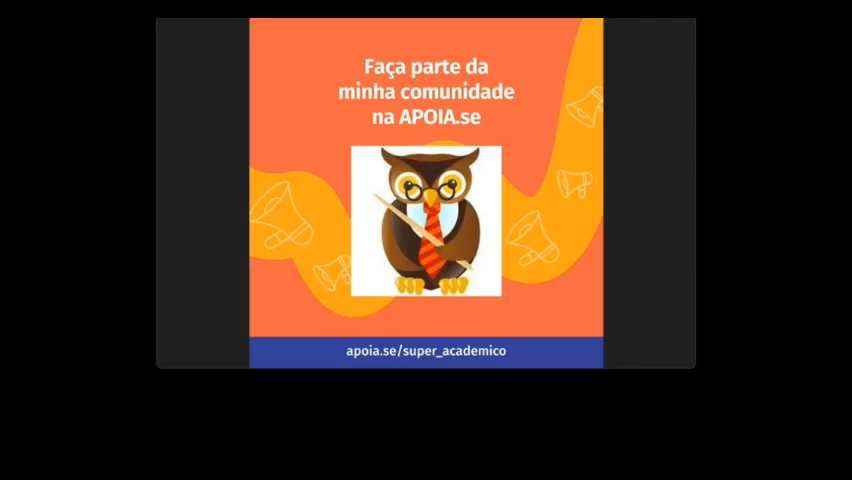 Faça parte da
minha comunidade
na APOIA.se
apoia.se/super_academico